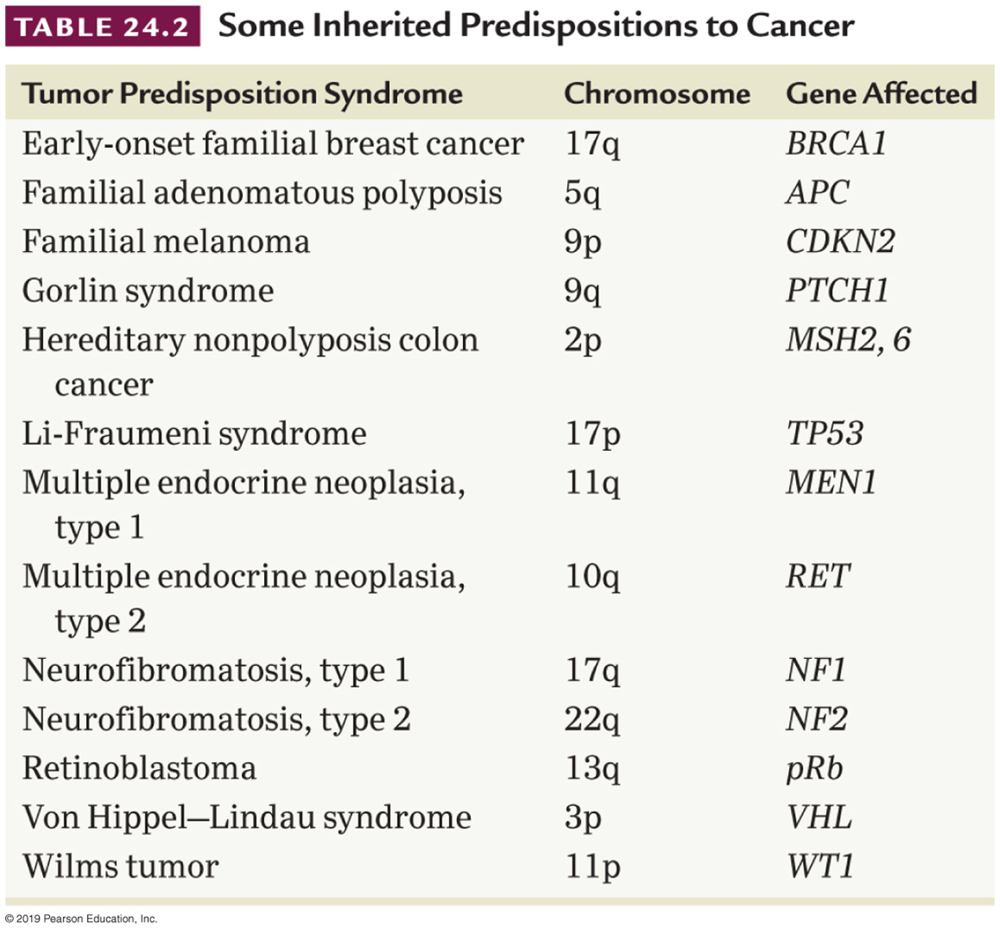 TABLE 24.2 Some Inherited Predispositions to Cancer
Tumor Predisposition Syndrome Chromosome Gene Affected
Early-onset familial breast cancer 17q BRCA1
Familial adenomatous polyposis 5q APC
Familial melanoma 9p CDKN2
Gorlin syndrome 9q PTCH1
Hereditary nonpolyposis colon 2p MSH2, 6
cancer
Li-Fraumeni syndrome 17p TP53
Multiple endocrine neoplasia, 11q MEN1
type 1
Multiple endocrine neoplasia, 10q RET
type 2
Neurofibromatosis, type 1 17q NF1
Neurofibromatosis, type 2 22q NF2
Retinoblastoma 13q pRb
Von Hippel–Lindau syndrome 3p VHL
Wilms tumor 11p WT1
© 2019 Pearson Education, Inc.